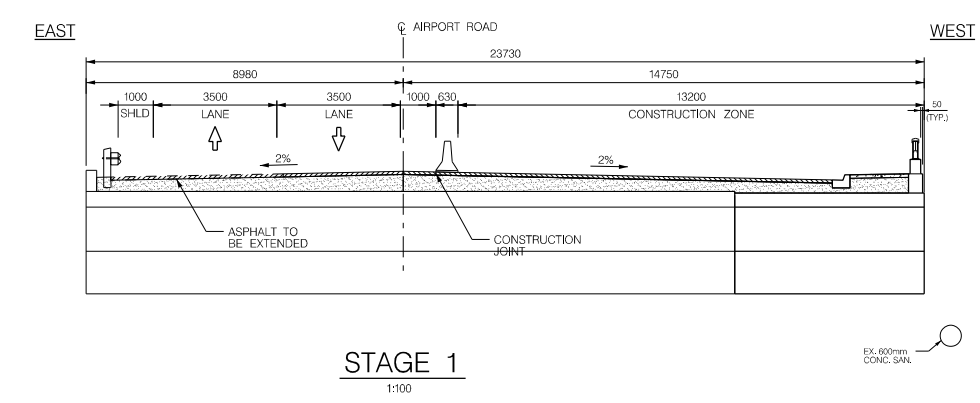 EAST
℄ AIRPORT ROAD
WEST
23730
8980
14750
1000
3500
3500
1000
630
13200
50
SHLD
LANE
LANE
CONSTRUCTION ZONE
(TYP.)
2%
2%
ASPHALT TO
BE EXTENDED
CONSTRUCTION
JOINT
EX. 600mm
CONC. SAN.
STAGE 1
1:100